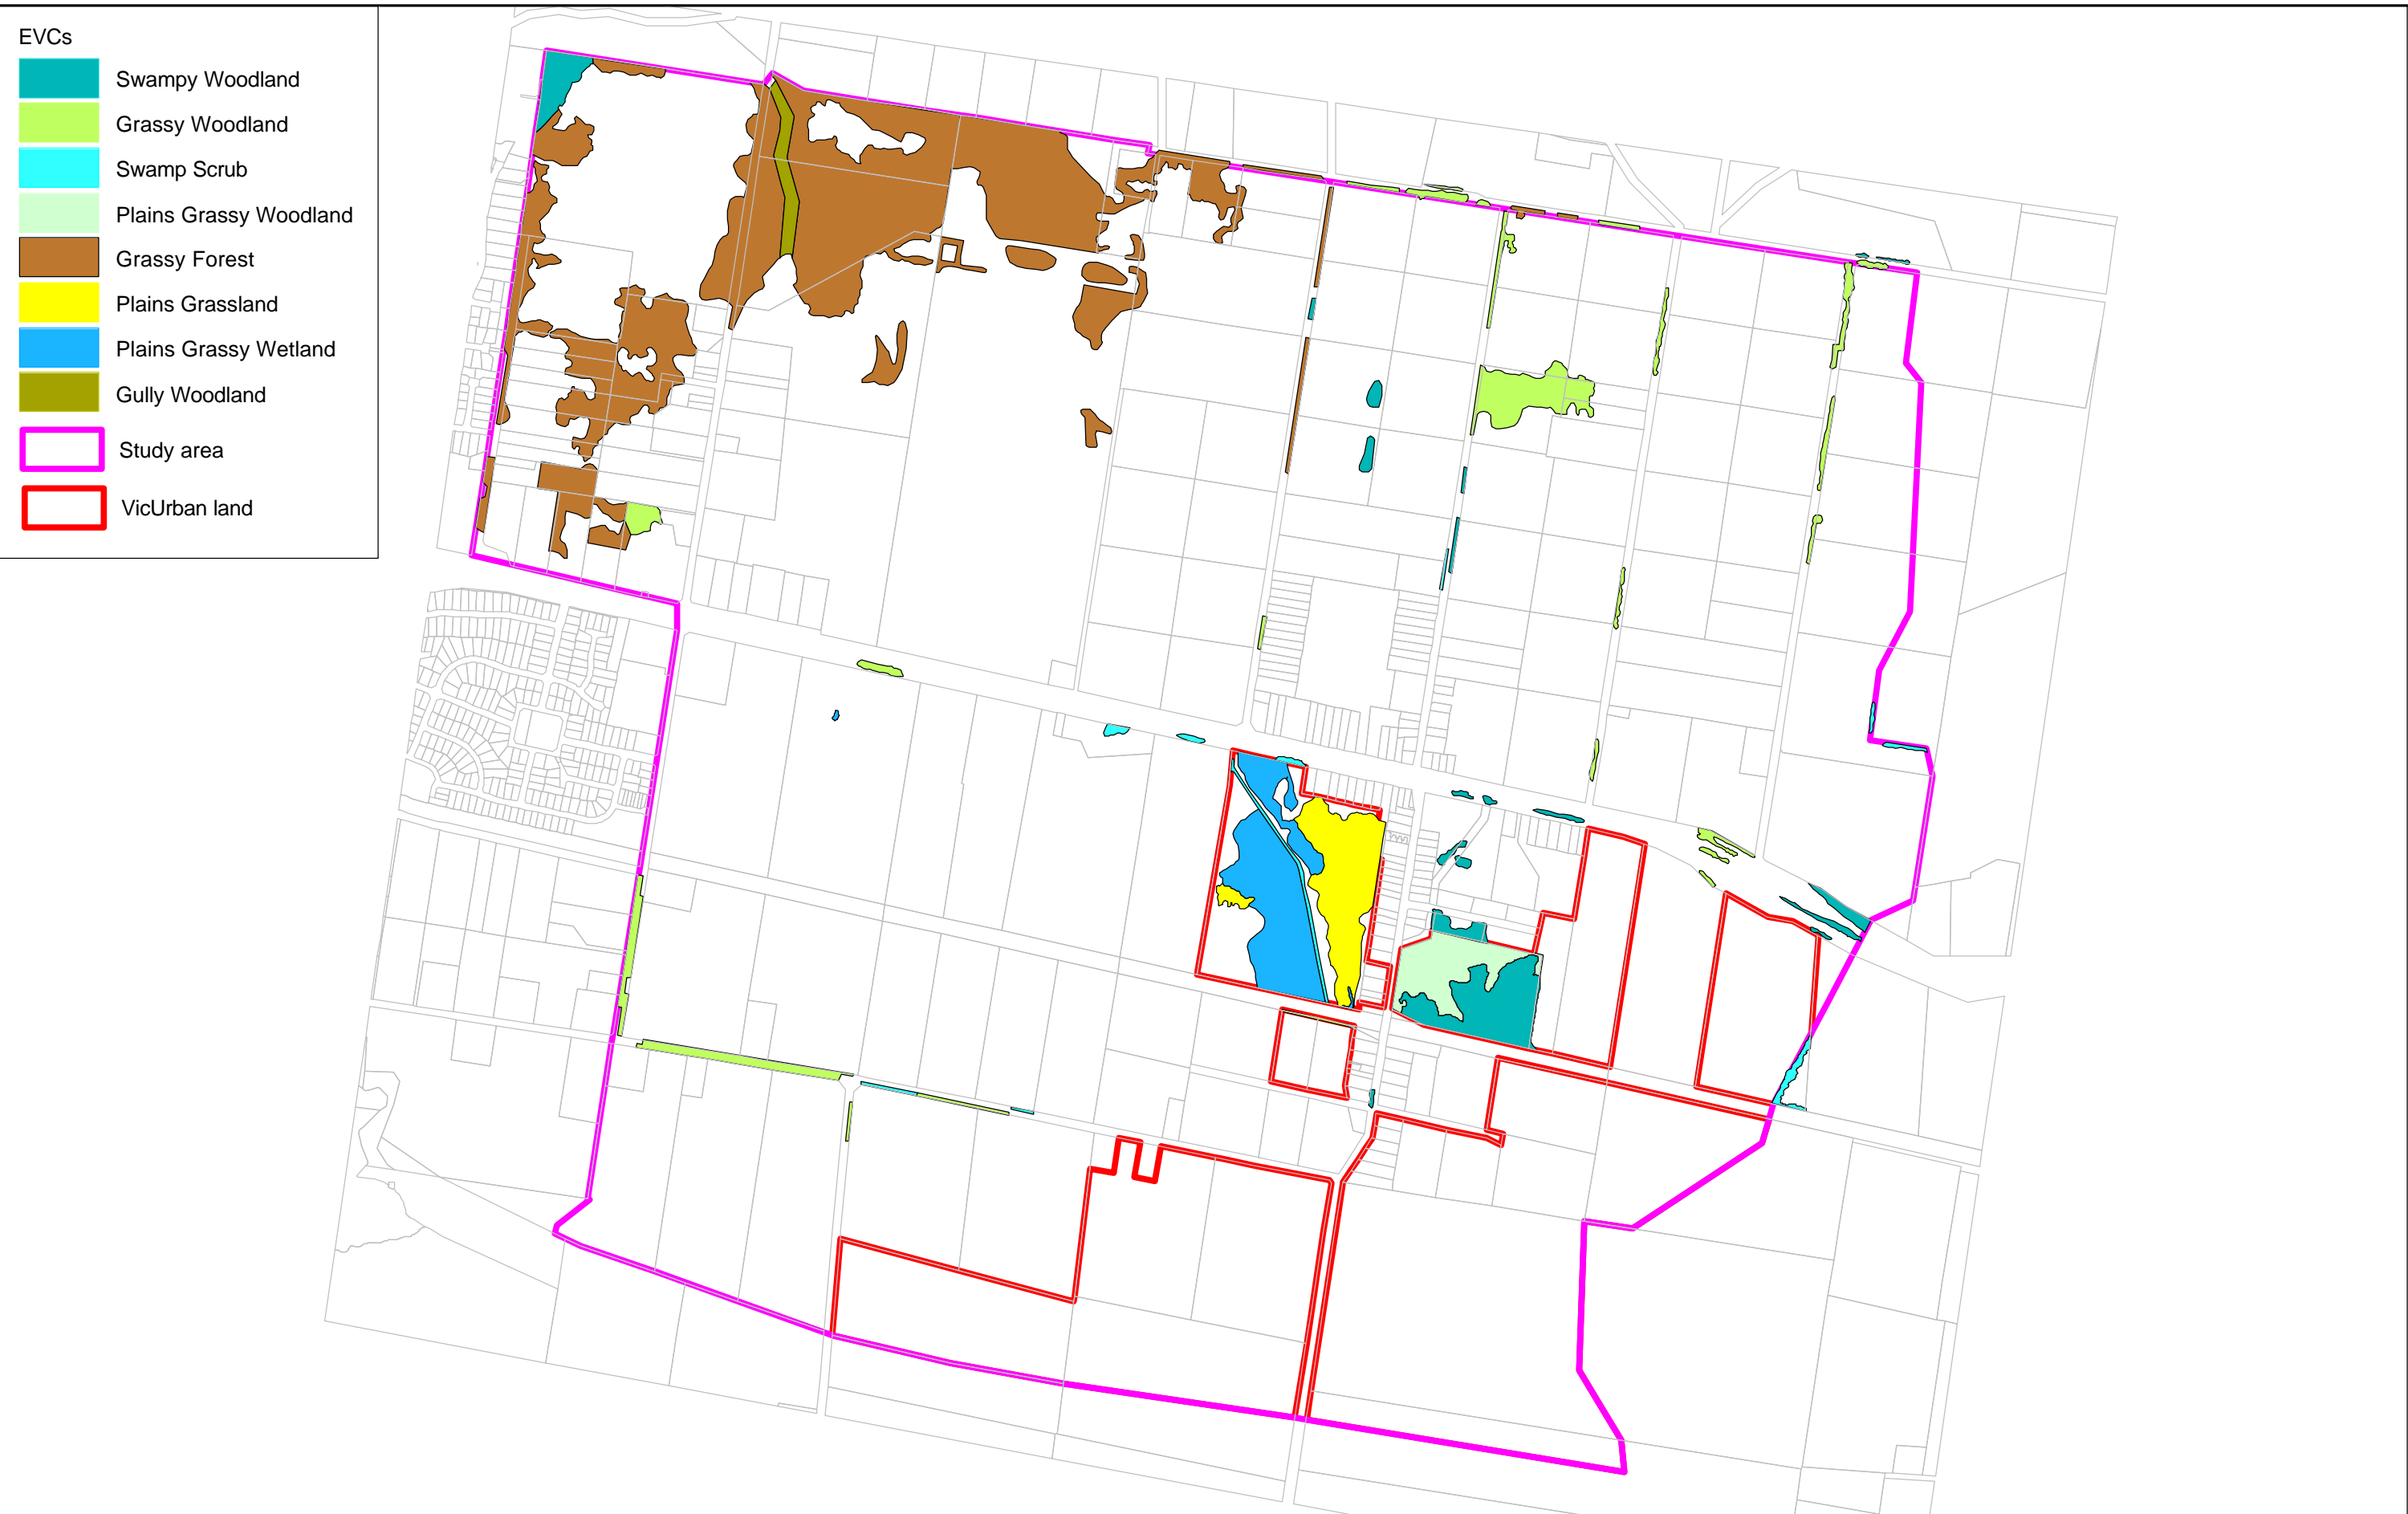 EVCs
Swampy Woodland
Grassy Woodland
Swamp Scrub
Plains Grassy Woodland
Grassy Forest
Plains Grassland
Plains Grassy Wetland
Gully Woodland
Study area
VicUrban land